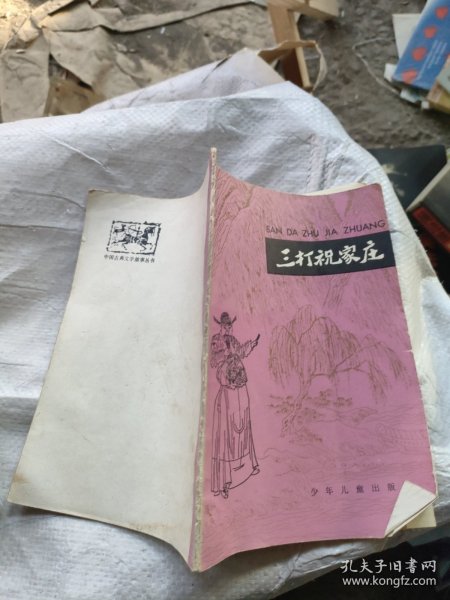 中国古典文学故事丛书
SAN DA ZHU JIA ZHUANG
三打祝家庄
少年儿童出版
孔夫子旧书网
www.kongfz.com